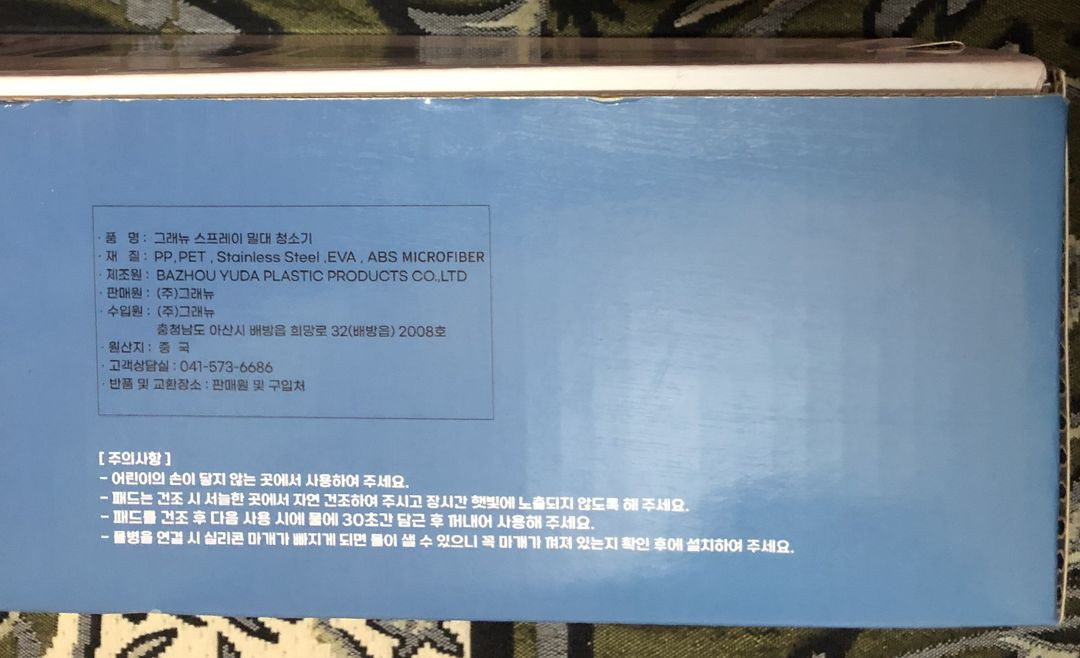 · 품 명 : 그래뉴 스프레이 밀대 청소기
· 재 질 : PP,PET , Stainless Steel ,EVA , ABS MICROFIBER
· 제조원 : BAZHOU YUDA PLASTIC PRODUCTS CO.,LTD
· 판매원 : (주)그래뉴
· 수입원 : (주)그래뉴
충청남도 아산시 배방읍 희망로 32(배방읍) 2008호
· 원산지 : 중 국
· 고객상담실 : 041-573-6686
· 반품 및 교환장소 : 판매원 및 구입처
[ 주의사항 ]
- 어린이의 손이 닿지 않는 곳에서 사용하여 주세요.
- 패드는 건조 시 서늘한 곳에서 자연 건조하여 주시고 장시간 햇빛에 노출되지 않도록 해 주세요.
- 패드를 건조 후 다음 사용 시에 물에 30초간 담근 후 꺼내어 사용해 주세요.
- 물병을 연결 시 실리콘 마개가 빠지게 되면 물이 샐 수 있으니 꼭 마개가 껴져 있는지 확인 후에 설치하여 주세요.